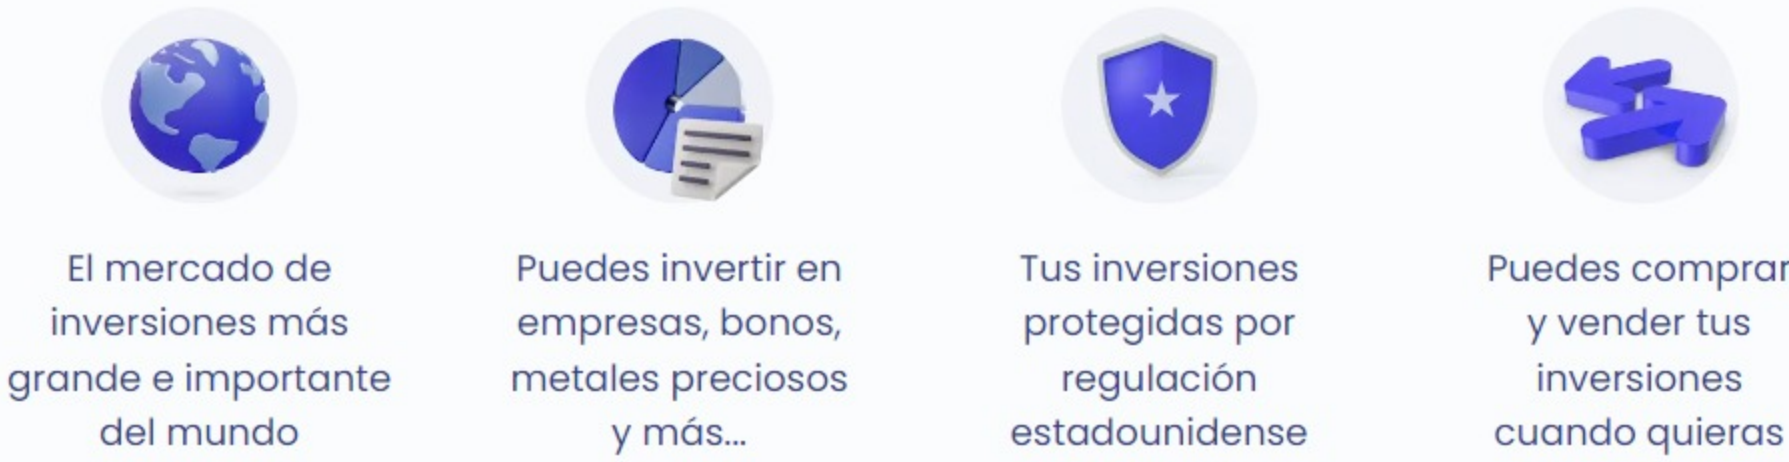 El mercado de
inversiones más
grande e importante
del mundo
Puedes invertir en
empresas, bonos,
metales preciosos
y más...
Tus inversiones
protegidas por
regulación
estadounidense
Puedes comprar
y vender tus
inversiones
cuando quieras